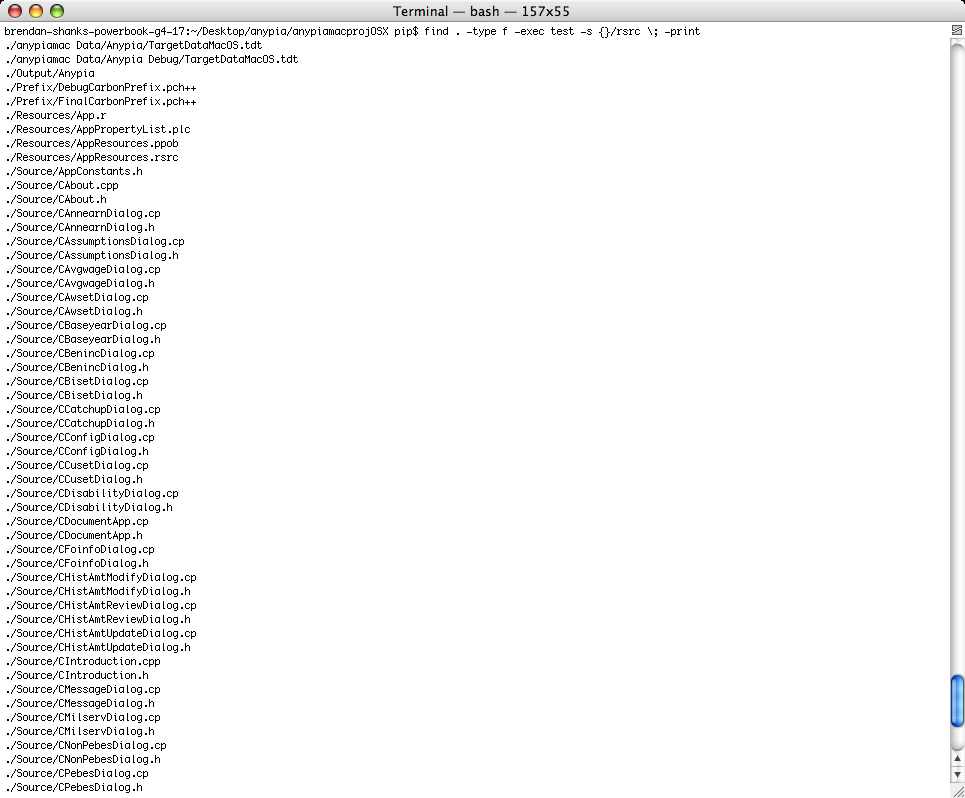 Terminal — bash — 157x55
brendan-shanks-powerbook-g4-17:~/Desktop/anypia/anypiamacprojOSX pip$ find . -type f -exec test -s {}/rsrc \; -print
./anypiamac Data/Anypia/TargetDataMacOS.tdt
./anypiamac Data/Anypia Debug/TargetDataMacOS.tdt
./Output/Anypia
./Prefix/DebugCarbonPrefix.pch++
./Prefix/FinalCarbonPrefix.pch++
./Resources/App.r
./Resources/AppPropertyList.plc
./Resources/AppResources.ppob
./Resources/AppResources.rsrc
./Source/AppConstants.h
./Source/CAbout.cpp
./Source/CAbout.h
./Source/CAnnearnDialog.cp
./Source/CAnnearnDialog.h
./Source/CAssumptionsDialog.cp
./Source/CAssumptionsDialog.h
./Source/CAvgwageDialog.cp
./Source/CAvgwageDialog.h
./Source/CAwsetDialog.cp
./Source/CAwsetDialog.h
./Source/CBaseyearDialog.cp
./Source/CBaseyearDialog.h
./Source/CBenincDialog.cp
./Source/CBenincDialog.h
./Source/CBisetDialog.cp
./Source/CBisetDialog.h
./Source/CCatchupDialog.cp
./Source/CCatchupDialog.h
./Source/CConfigDialog.cp
./Source/CConfigDialog.h
./Source/CCusetDialog.cp
./Source/CCusetDialog.h
./Source/CDisabilityDialog.cp
./Source/CDisabilityDialog.h
./Source/CDocumentApp.cp
./Source/CDocumentApp.h
./Source/CFoinfoDialog.cp
./Source/CFoinfoDialog.h
./Source/CHistAmtModifyDialog.cp
./Source/CHistAmtModifyDialog.h
./Source/CHistAmtReviewDialog.cp
./Source/CHistAmtReviewDialog.h
./Source/CHistAmtUpdateDialog.cp
./Source/CHistAmtUpdateDialog.h
./Source/CIntroduction.cpp
./Source/CIntroduction.h
./Source/CMessageDialog.cp
./Source/CMessageDialog.h
./Source/CMilservDialog.cp
./Source/CMilservDialog.h
./Source/CNonPebesDialog.cp
./Source/CNonPebesDialog.h
./Source/CPebesDialog.cp
./Source/CPebesDialog.h